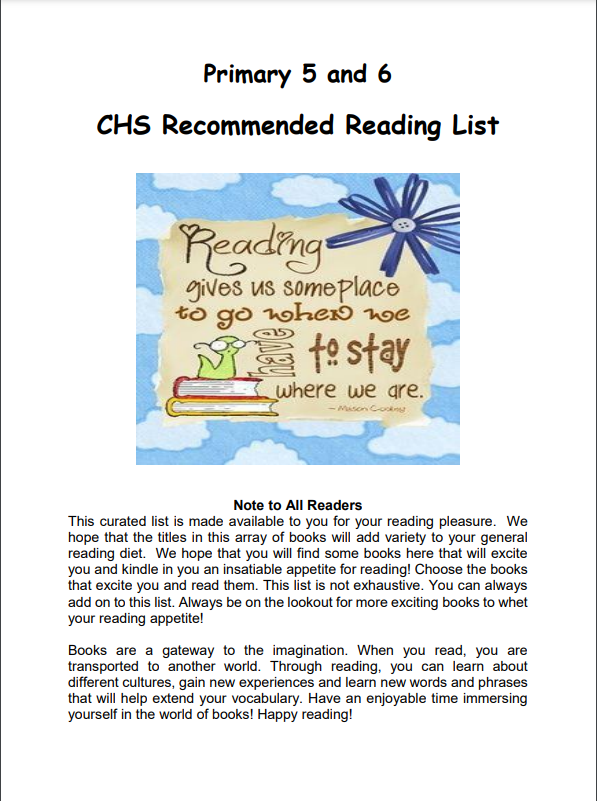 Primary 5 and 6
CHS Recommended Reading List
Reading
gives us someplace
to go when we
have to stay
where we are.
~ Mason Cooley
Note to All Readers
This curated list is made available to you for your reading pleasure. We
hope that the titles in this array of books will add variety to your general
reading diet. We hope that you will find some books here that will excite
you and kindle in you an insatiable appetite for reading! Choose the books
that excite you and read them. This list is not exhaustive. You can always
add on to this list. Always be on the lookout for more exciting books to whet
your reading appetite!
Books are a gateway to the imagination. When you read, you are
transported to another world. Through reading, you can learn about
different cultures, gain new experiences and learn new words and phrases
that will help extend your vocabulary. Have an enjoyable time immersing
yourself in the world of books! Happy reading!